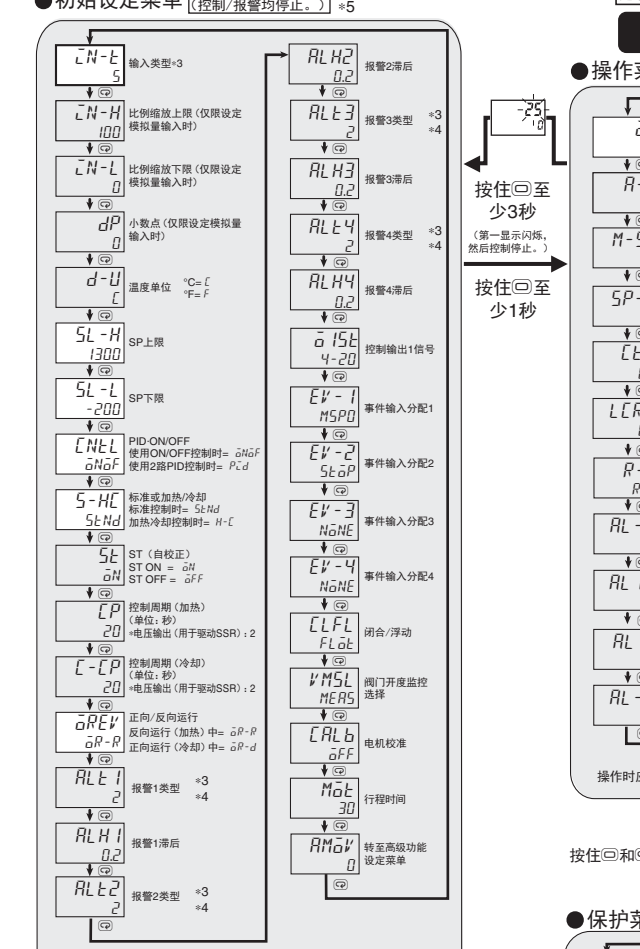 ●初始设定菜单 (控制/报警均停止。) *5
IN-t
5
输入类型*3
IN-H
100
比例缩放上限（仅限设定
模拟量输入时）
IN-L
0
比例缩放下限（仅限设定
模拟量输入时）
dP
0
小数点（仅限设定模拟量
输入时）
d-U
C
温度单位 °C= C
°F= F
SL-H
1300
SP上限
SL-L
-200
SP下限
CNtL
oNoF
PID·ON/OFF
使用ON/OFF控制时= oNoF
使用2路PID控制时= Pid
S-HC
StNd
标准或加热/冷却
标准控制时= StNd
加热冷却控制时= H-C
St
oN
ST（自校正）
ST ON = oN
ST OFF = oFF
CP
20
控制周期（加热）
（单位：秒）
*电压输出（用于驱动SSR）: 2
C-CP
20
控制周期（冷却）
（单位：秒）
*电压输出（用于驱动SSR）: 2
oREV
oR-R
正向/反向运行
反向运行（加热）中= oR-R
正向运行（冷却）中= oR-d
ALt1
2
报警1类型 *3
*4
ALH1
0.2
报警1滞后
ALt2
2
报警2类型 *3
*4
ALH2
0.2
报警2滞后
ALt3
2
报警3类型 *3
*4
ALH3
0.2
报警3滞后
ALt4
2
报警4类型 *3
*4
ALH4
0.2
报警4滞后
o1St
4-20
控制输出1信号
EV-1
MSP0
事件输入分配1
EV-2
StoP
事件输入分配2
EV-3
NoNE
事件输入分配3
EV-4
NoNE
事件输入分配4
CLFL
FLot
闭合/浮动
VMSL
MEAS
阀门开度监控
选择
CALb
oFF
电机校准
Mot
30
行程时间
AMoV
0
转至高级功能
设定菜单
25
按住至
少3秒
（第一显示闪烁，
然后控制停止。）
按住至
少1秒
●操作菜
M-S
SP-
LCR
AL-
AL
AL
AL-
操作时
按住和
●保护菜